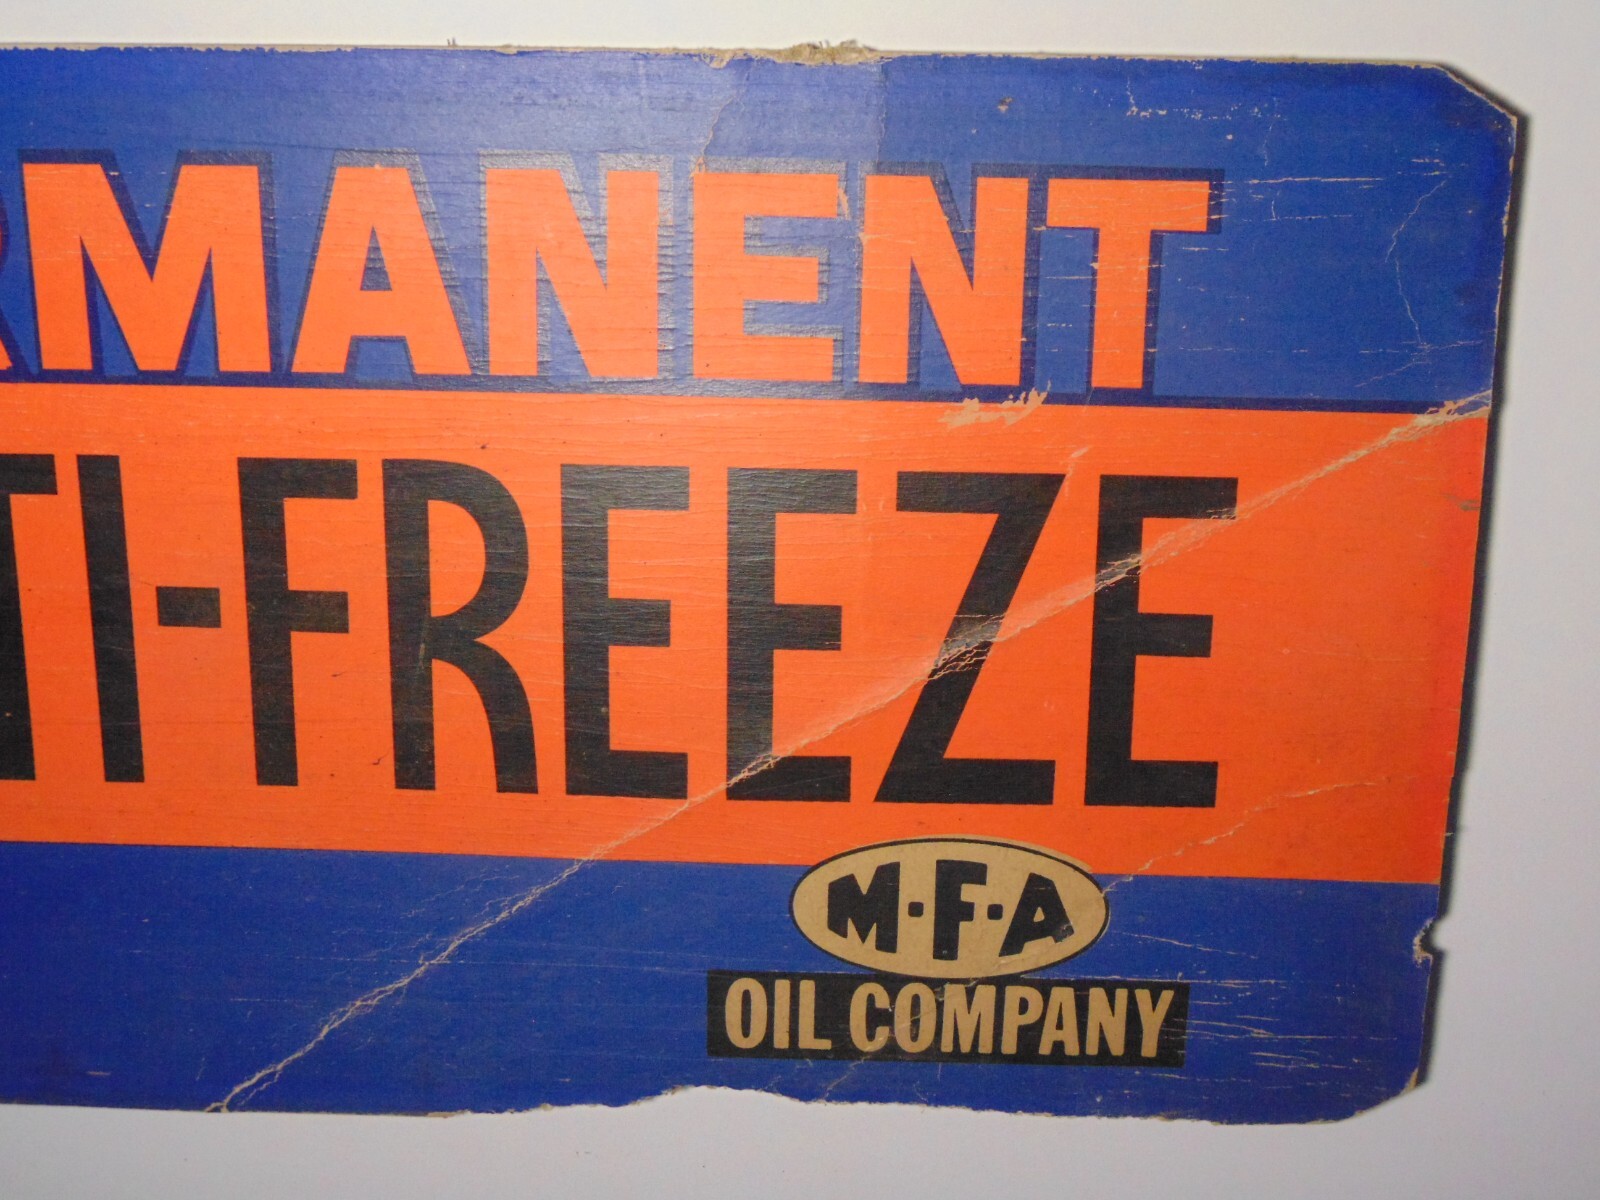 RMANENT
TI-FREEZE
M·F·A
OIL COMPANY